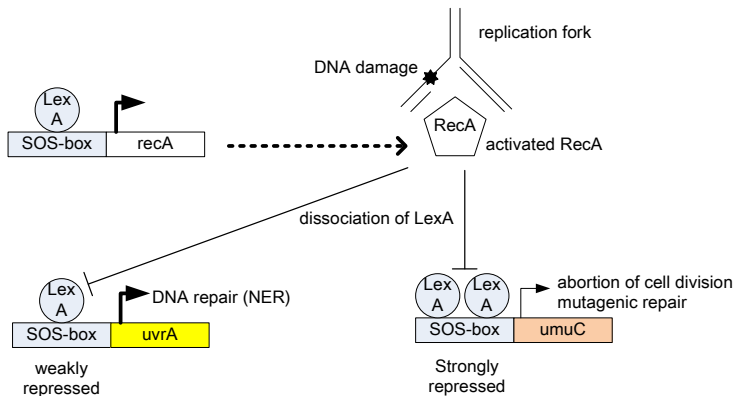 replication fork
DNA damage
Lex
A
RecA
SOS-box
recA
activated RecA
dissociation of LexA
Lex
A
DNA repair (NER)
SOS-box
uvrA
weakly
repressed
Lex
A
Lex
A
abortion of cell division
mutagenic repair
SOS-box
umuC
Strongly
repressed